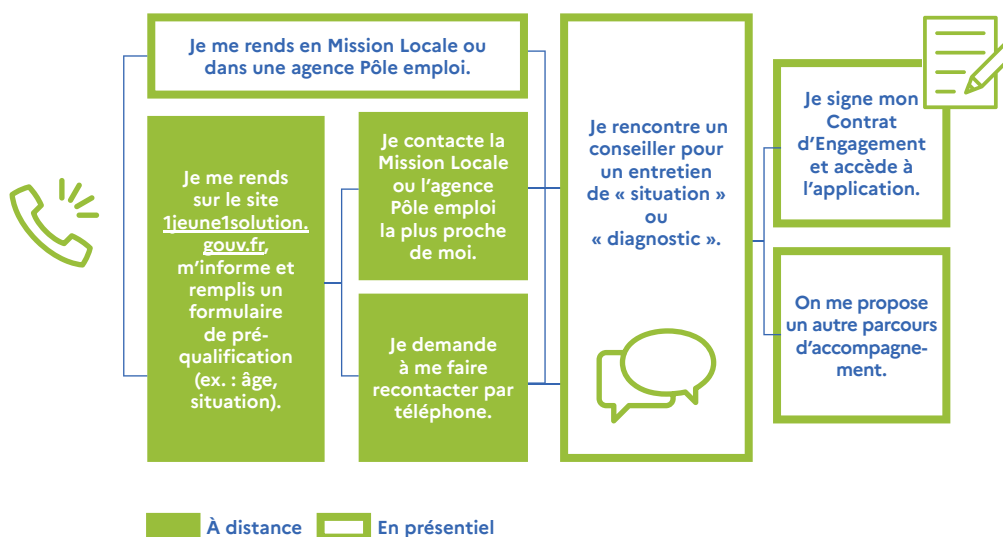 Je me rends en Mission Locale ou
dans une agence Pôle emploi.
Je me rends
sur le site
1jeune1solution.
gouv.fr,
m’informe et
remplis un
formulaire
de pré-
qualification
(ex. : âge,
situation).
Je contacte la
Mission Locale
ou l’agence
Pôle emploi
la plus proche
de moi.
Je demande
à me faire
recontacter par
téléphone.
Je rencontre un
conseiller pour
un entretien
de « situation »
ou
« diagnostic ».
Je signe mon
Contrat
d’Engagement
et accède à
l’application.
On me propose
un autre parcours
d’accompagne-
ment.
À distance
En présentiel